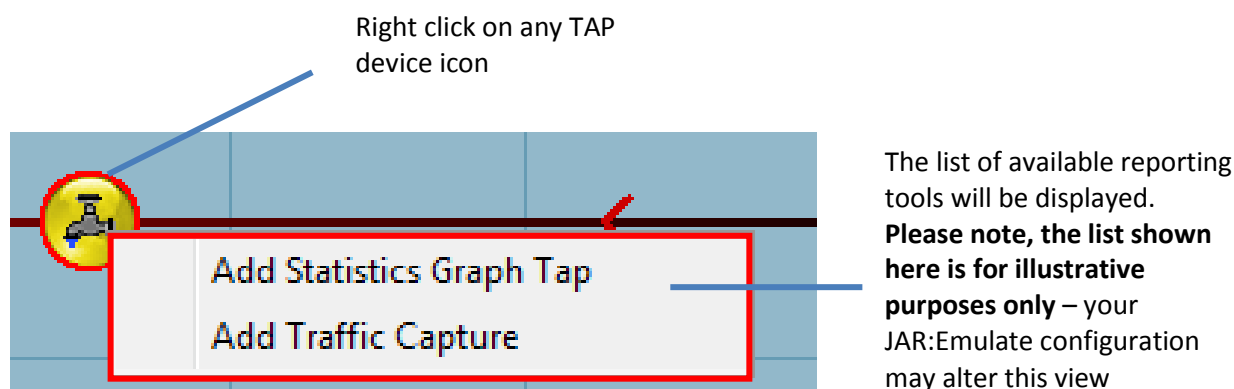 Right click on any TAP
device icon
Add Statistics Graph Tap
Add Traffic Capture
The list of available reporting
tools will be displayed.
Please note, the list shown
here is for illustrative
purposes only – your
JAR:Emulate configuration
may alter this view